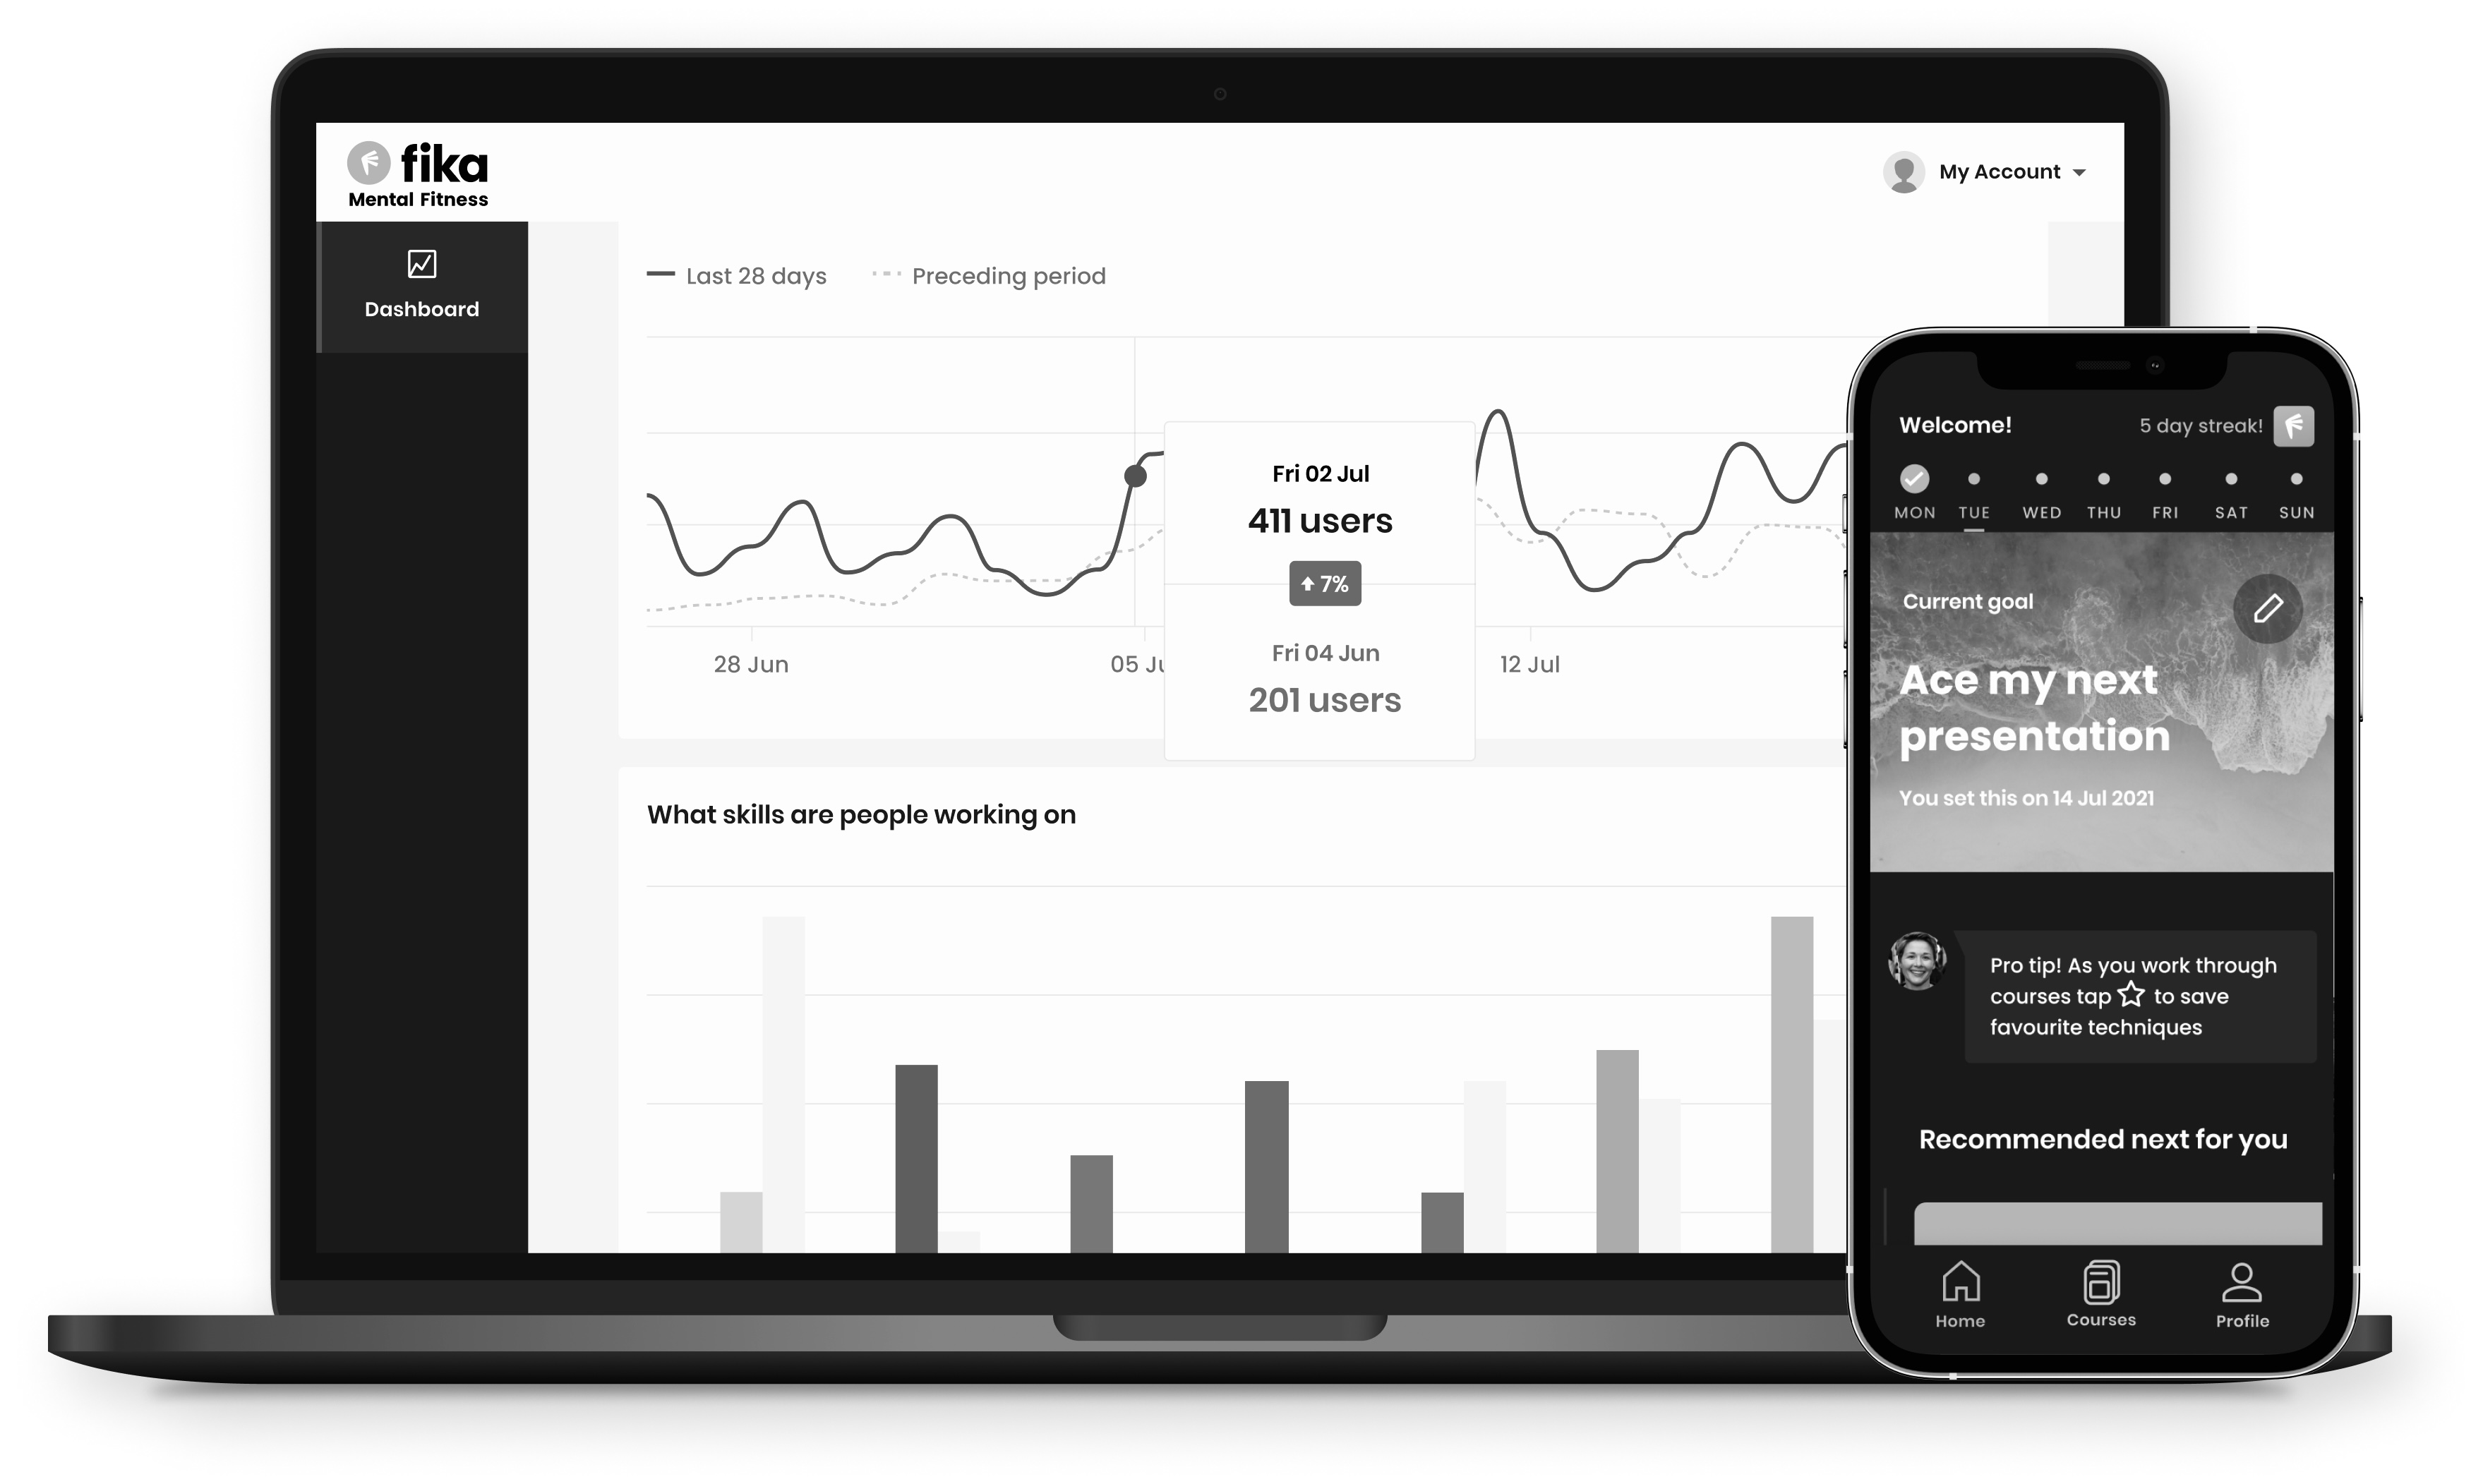 fika
Mental Fitness
My Account
Dashboard
Last 28 days
Preceding period
Fri 02 Jul
411 users
7%
Fri 04 Jun
201 users
28 Jun
05 Ju
12 Jul
What skills are people working on
Welcome!
5 day streak!
MON TUE WED THU FRI SAT SUN
Current goal
Ace my next
presentation
You set this on 14 Jul 2021
Pro tip! As you work through
courses tap to save
favourite techniques
Recommended next for you
Home
Courses
Profile